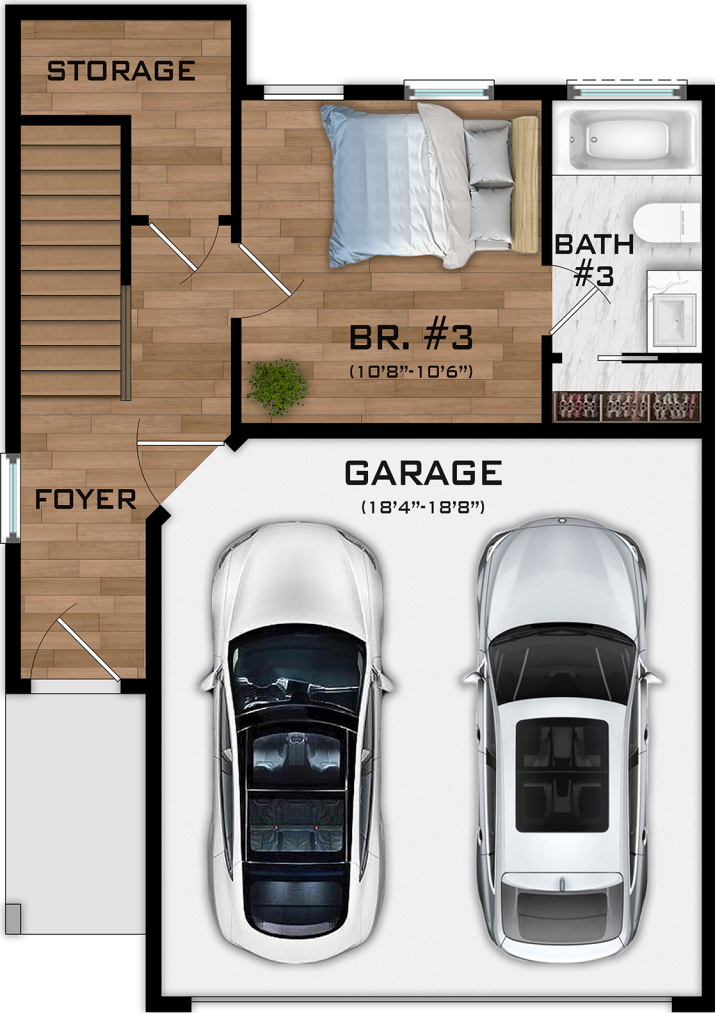 STORAGE
BATH
#3
BR. #3
(10'8"-10'6")
GARAGE
(18'4"-18'8")
FOYER